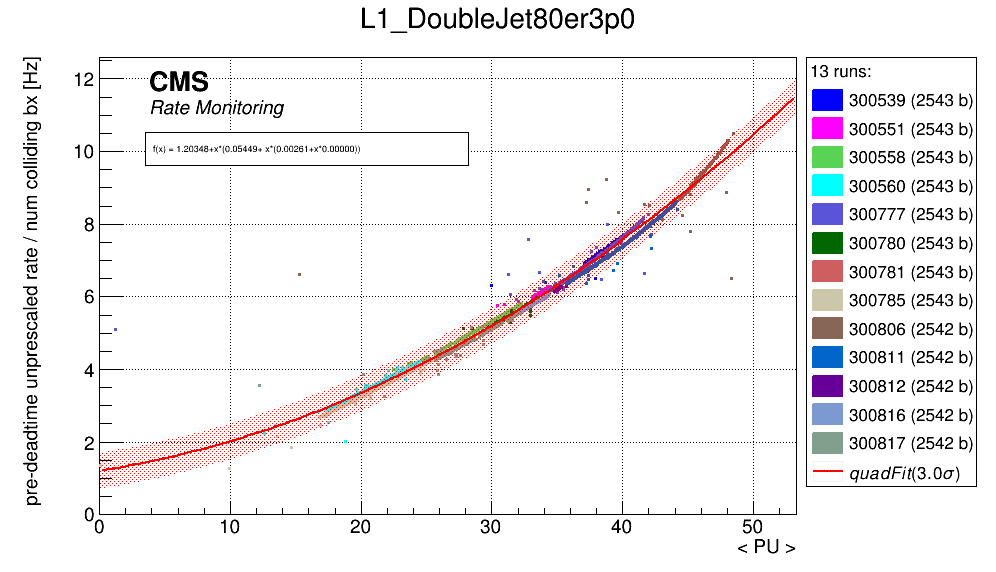 L1_DoubleJet80er3p0
pre-deadtime unprescaled rate / num colliding bx [Hz]
CMS
Rate Monitoring
f(x) = 1.20348+x*(0.05449+ x*(0.00261+x*0.00000))
12
10
8
6
4
2
0
0 10 20 30 40 50
< PU >
13 runs:
300539 (2543 b)
300551 (2543 b)
300558 (2543 b)
300560 (2543 b)
300777 (2543 b)
300780 (2543 b)
300781 (2543 b)
300785 (2543 b)
300806 (2542 b)
300811 (2542 b)
300812 (2542 b)
300816 (2542 b)
300817 (2542 b)
quadFit(3.0σ)